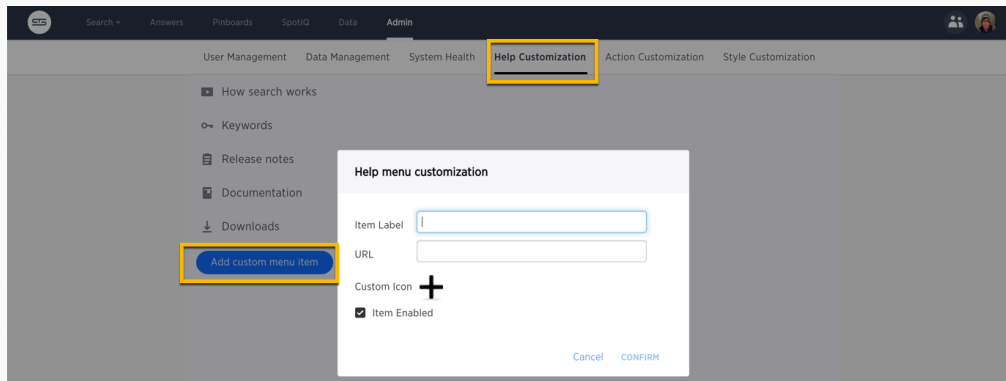 STS Search + Answers Pinboards SpotIQ Data Admin
User Management Data Management System Health Help Customization Action Customization Style Customization
How search works
Keywords
Release notes
Documentation
Downloads
Add custom menu item
Help menu customization
Item Label
URL
Custom Icon
Item Enabled
Cancel CONFIRM